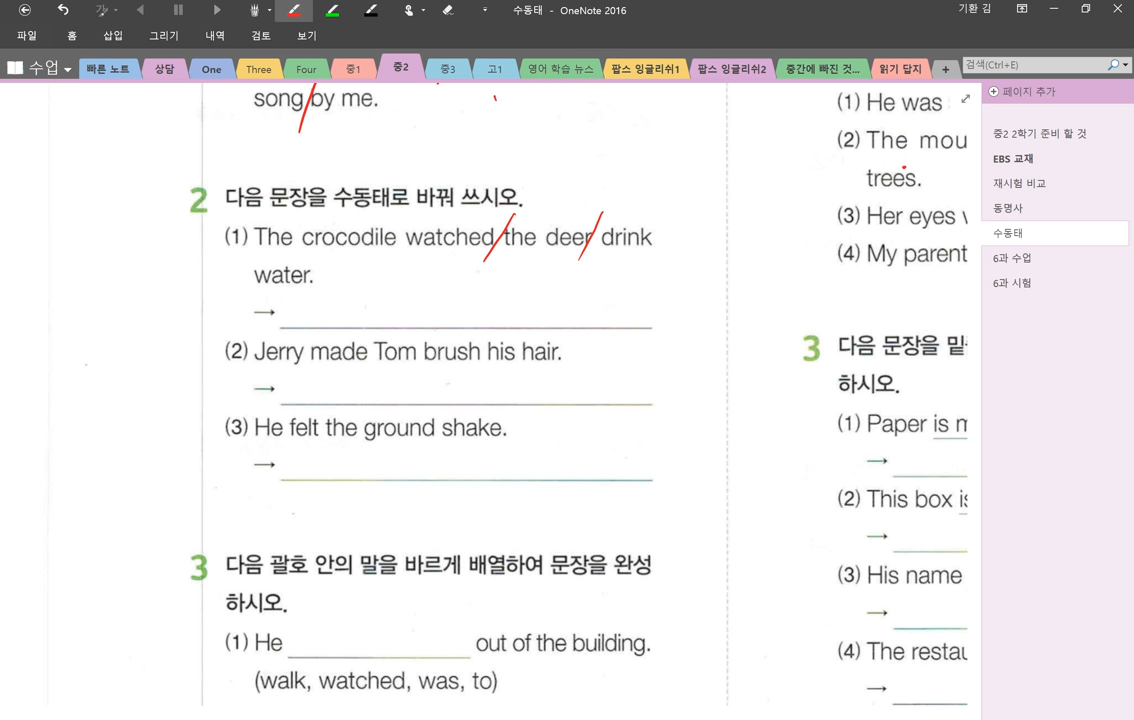 수동태 - OneNote 2016
기환 김
파일 홈 삽입 그리기 내역 검토 보기
수업 빠른 노트 상담 One Three Four 중1 중2 중3 고1 영어 학습 뉴스 팝스 잉글리쉬1 팝스 잉글리쉬2 중간에 빠진 것... 읽기 답지 +
검색(Ctrl+E)
song by me.
2 다음 문장을 수동태로 바꿔 쓰시오.
(1) The crocodile watched the deer drink
water.
→
(2) Jerry made Tom brush his hair.
→
(3) He felt the ground shake.
→
3 다음 괄호 안의 말을 바르게 배열하여 문장을 완성
하시오.
(1) He out of the building.
(walk, watched, was, to)
(1) He was
(2) The mou
trees.
(3) Her eyes
(4) My parent
3 다음 문장을 밑
하시오.
(1) Paper is m
→
(2) This box is
→
(3) His name
→
(4) The restau
→
페이지 추가
중2 2학기 준비 할 것
EBS 교재
재시험 비교
동명사
수동태
6과 수업
6과 시험